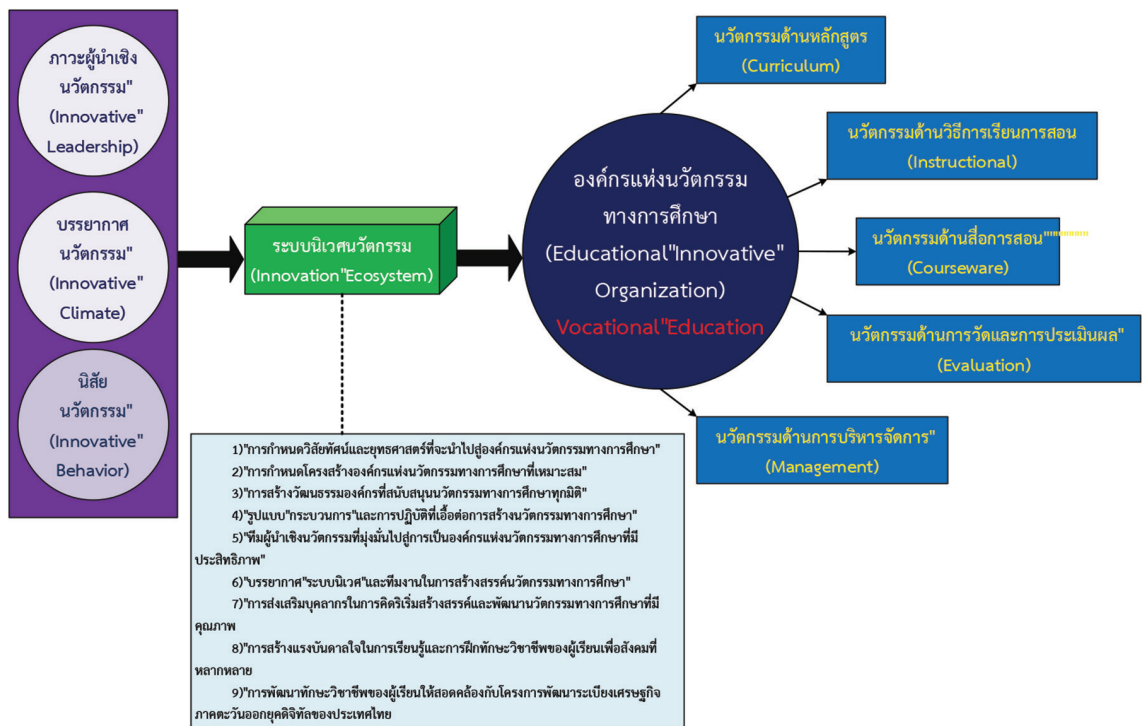 ภาวะผู้นำเชิง
นวัตกรรม"
(Innovative"
Leadership)
บรรยากาศ
นวัตกรรม"
(Innovative"
Climate)
นิสัย
นวัตกรรม"
(Innovative"
Behavior)
ระบบนิเวศนวัตกรรม
(Innovation"Ecosystem)
องค์กรแห่งนวัตกรรม
ทางการศึกษา
(Educational"Innovative"
Organization)
Vocational"Education
นวัตกรรมด้านหลักสูตร
(Curriculum)
นวัตกรรมด้านวิธีการเรียนการสอน
(Instructional)
นวัตกรรมด้านสื่อการสอน""""""""
(Courseware)
นวัตกรรมด้านการวัดและการประเมินผล"
(Evaluation)
นวัตกรรมด้านการบริหารจัดการ"
(Management)
1)"การกำหนดวิสัยทัศน์และยุทธศาสตร์ที่จะนำไปสู่องค์กรแห่งนวัตกรรมทางการศึกษา"
2)"การกำหนดโครงสร้างองค์กรแห่งนวัตกรรมทางการศึกษาที่เหมาะสม"
3)"การสร้างวัฒนธรรมองค์กรที่สนับสนุนนวัตกรรมทางการศึกษาทุกมิติ"
4)"รูปแบบ"กระบวนการ"และการปฏิบัติที่เอื้อต่อการสร้างนวัตกรรมทางการศึกษา"
5)"ทีมผู้นำเชิงนวัตกรรมที่มุ่งมั่นไปสู่การเป็นองค์กรแห่งนวัตกรรมทางการศึกษาที่มี
ประสิทธิภาพ"
6)"บรรยากาศ"ระบบนิเวศ"และทีมงานในการสร้างสรรค์นวัตกรรมทางการศึกษา"
7)"การส่งเสริมบุคลากรในการคิดริเริ่มสร้างสรรค์และพัฒนานวัตกรรมทางการศึกษาที่มี
คุณภาพ
8)"การสร้างแรงบันดาลใจในการเรียนรู้และการฝึกทักษะวิชาชีพของผู้เรียนเพื่อสังคมที่
หลากหลาย
9)"การพัฒนาทักษะวิชาชีพของผู้เรียนให้สอดคล้องกับโครงการพัฒนาระเบียงเศรษฐกิจ
ภาคตะวันออกยุคดิจิทัลของประเทศไทย